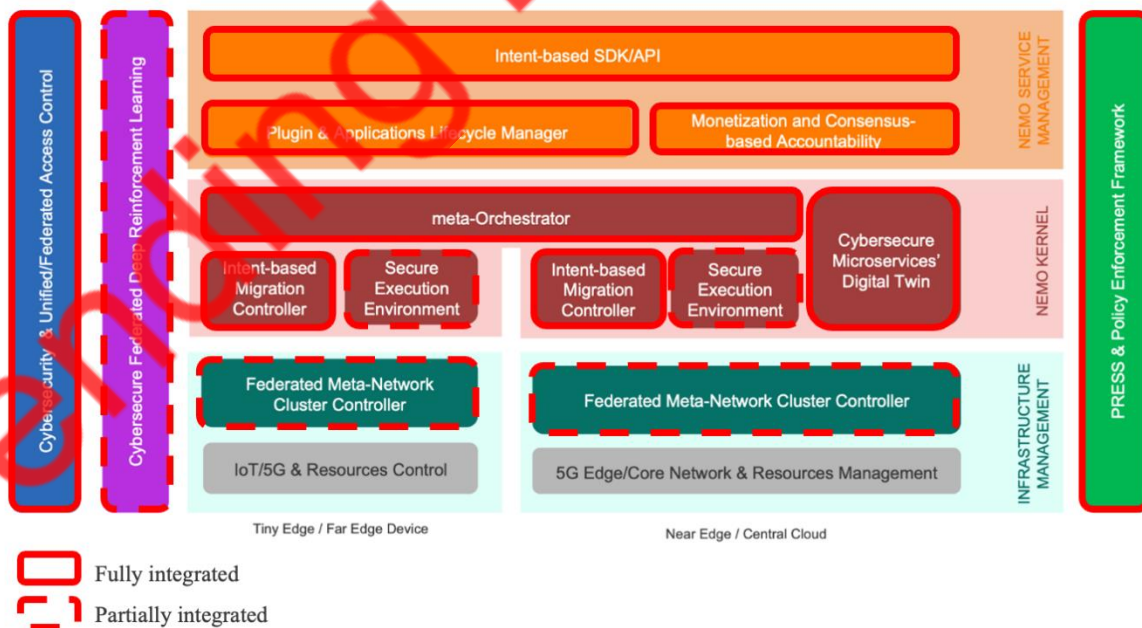 Cybersecurity & Unified/Federated Access Control
Cybersecure Federated Deep Reinforcement Learning
Intent-based SDK/API
Plugin & Applications Lifecycle Manager
Monetization and Consensus-
based Accountability
NEMO SERVICE
MANAGEMENT
meta-Orchestrator
Intent-based
Migration
Controller
Secure
Execution
Environment
Intent-based
Migration
Controller
Secure
Execution
Environment
Cybersecure
Microservices'
Digital Twin
NEMO KERNEL
Federated Meta-Network
Cluster Controller
Federated Meta-Network Cluster Controller
IoT/5G & Resources Control
5G Edge/Core Network & Resources Management
INFRASTRUCTURE
MANAGEMENT
PRESS & Policy Enforcement Framework
Tiny Edge / Far Edge Device
Near Edge / Central Cloud
Fully integrated
Partially integrated
ending